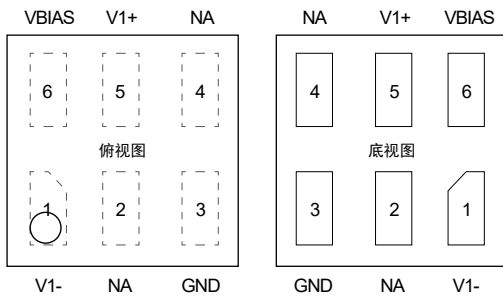 VBIAS V1+ NA
6 5 4
俯视图
1 2 3
V1- NA GND
NA V1+ VBIAS
4 5 6
底视图
3 2 1
GND NA V1-